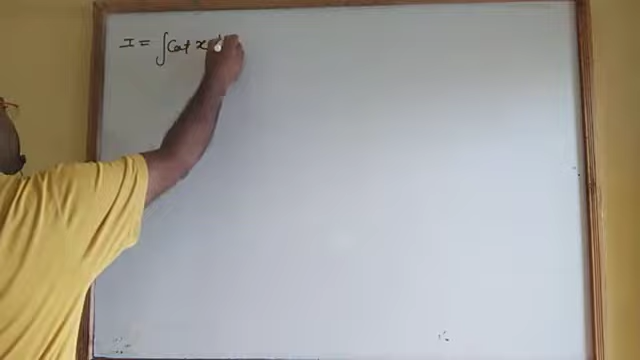 I = ∫Cot x